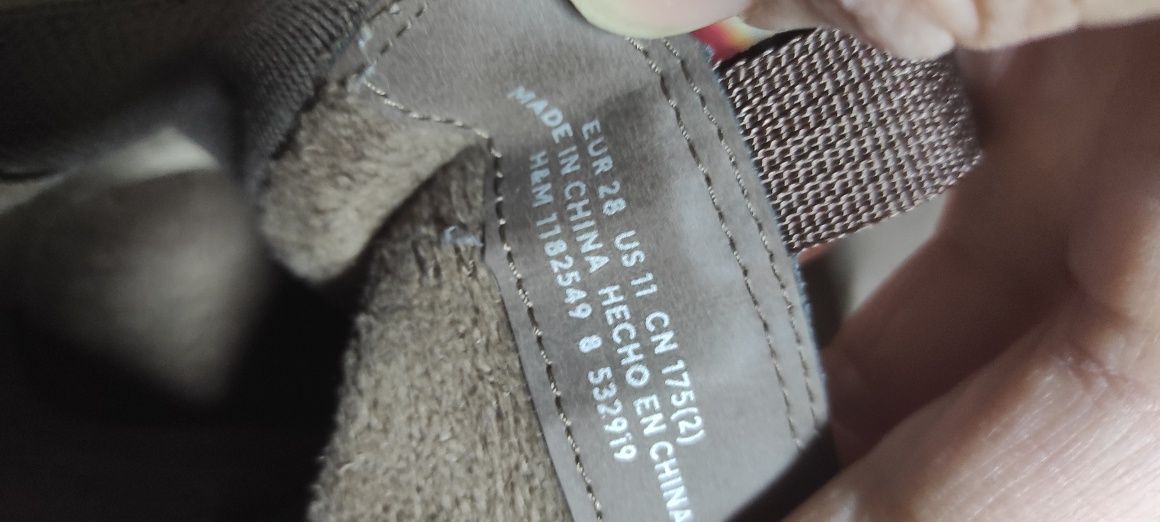 EUR 28 US 11 CN 175(2)
MADE IN CHINA HECHO EN CHINA
H&M 1182549 8 532919